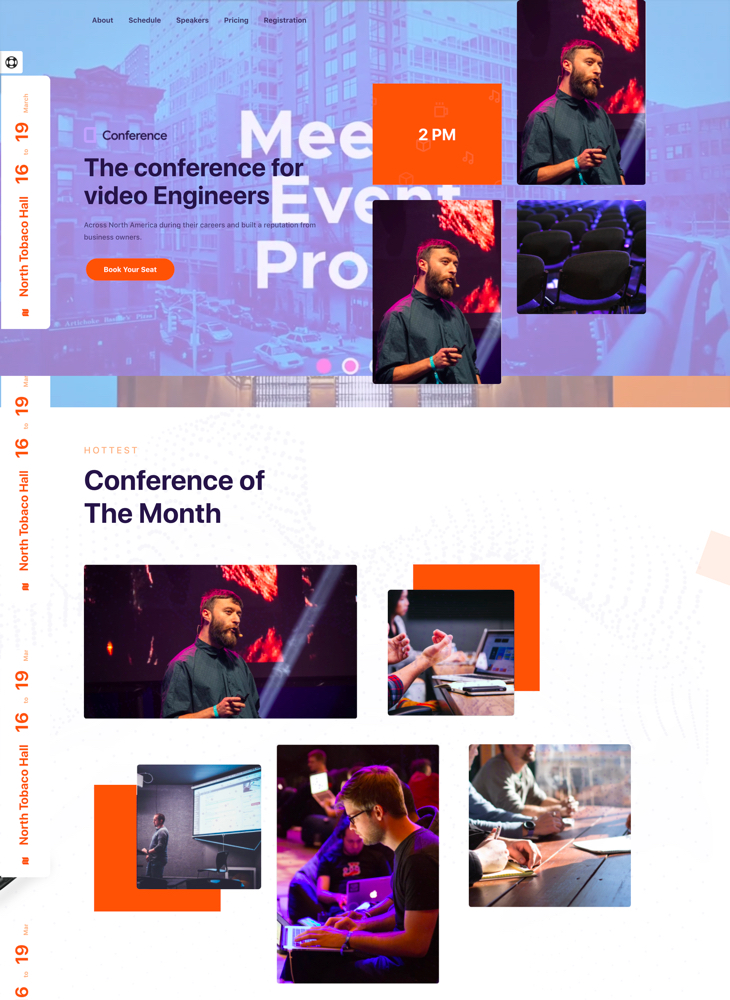 About Schedule Speakers Pricing Registration
Conference
The conference for
video Engineers
Across North America during their careers and built a reputation from
business owners.
Book Your Seat
Mee
Event
Pro
2 PM
North Tobaco Hall 16 to 19 March
North Tobaco Hall 16 to 19 Mar
North Tobaco Hall 16 to 19 Mar
6 to 19 Mar
HOTTEST
Conference of
The Month